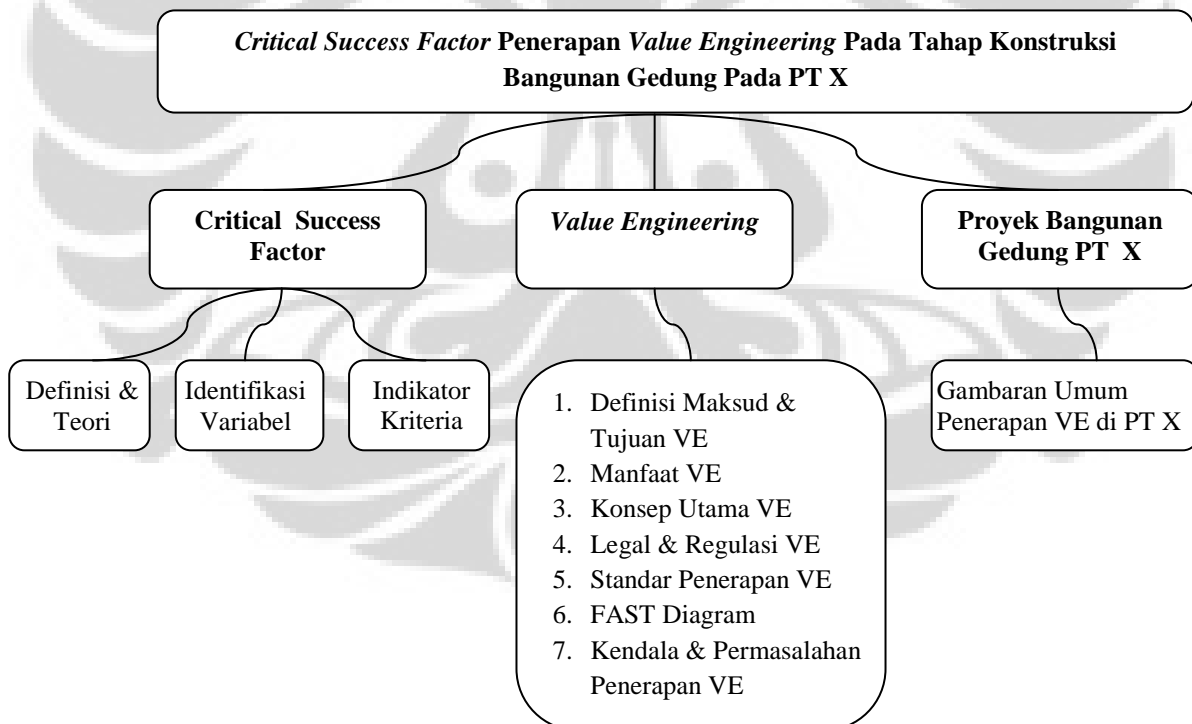 Critical Success Factor Penerapan Value Engineering Pada Tahap Konstruksi
Bangunan Gedung Pada PT X
Critical Success
Factor
Value Engineering
Proyek Bangunan
Gedung PT X
Definisi &
Teori
Identifikasi
Variabel
Indikator
Kriteria
1. Definisi Maksud &
Tujuan VE
2. Manfaat VE
3. Konsep Utama VE
4. Legal & Regulasi VE
5. Standar Penerapan VE
6. FAST Diagram
7. Kendala & Permasalahan
Penerapan VE
Gambaran Umum
Penerapan VE di PT X